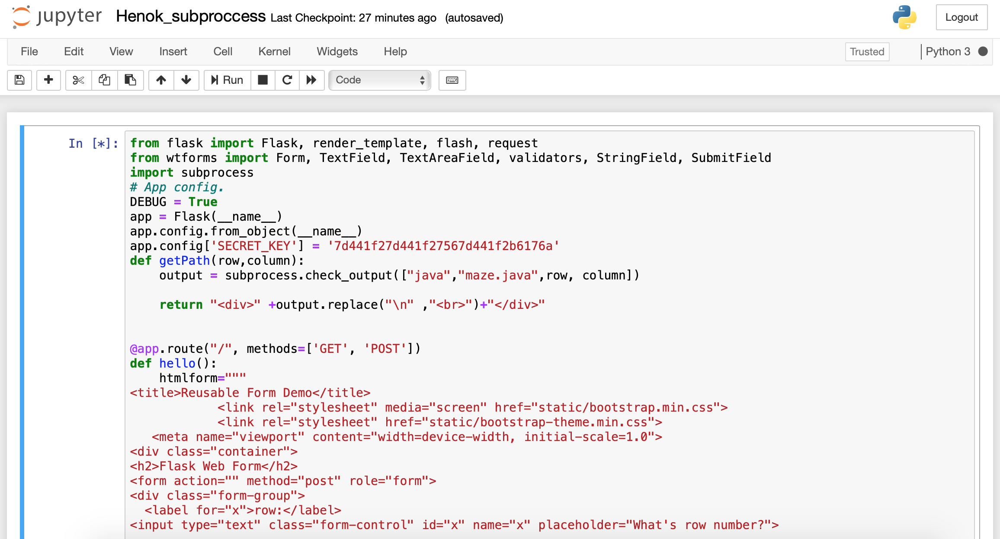 jupyter Henok_subproccess Last Checkpoint: 27 minutes ago (autosaved) Logout
File Edit View Insert Cell Kernel Widgets Help Trusted Python 3
Run Code
In [*]:
from flask import Flask, render_template, flash, request
from wtforms import Form, TextField, TextAreaField, validators, StringField, SubmitField
import subprocess
# App config.
DEBUG = True
app = Flask(__name__)
app.config.from_object(__name__)
app.config['SECRET_KEY'] = '7d441f27d441f27567d441f2b6176a'
def getPath(row,column):
    output = subprocess.check_output(["java","maze.java",row, column])
    return "<div>" +output.replace("\n" ,"<br>")+"</div>"
@app.route("/", methods=['GET', 'POST'])
def hello():
    htmlform="""
<title>Reusable Form Demo</title>
            <link rel="stylesheet" media="screen" href="static/bootstrap.min.css">
            <link rel="stylesheet" href="static/bootstrap-theme.min.css">
   <meta name="viewport" content="width=device-width, initial-scale=1.0">
<div class="container">
<h2>Flask Web Form</h2>
<form action="" method="post" role="form">
<div class="form-group">
  <label for="x">row:</label>
<input type="text" class="form-control" id="x" name="x" placeholder="What's row number?">